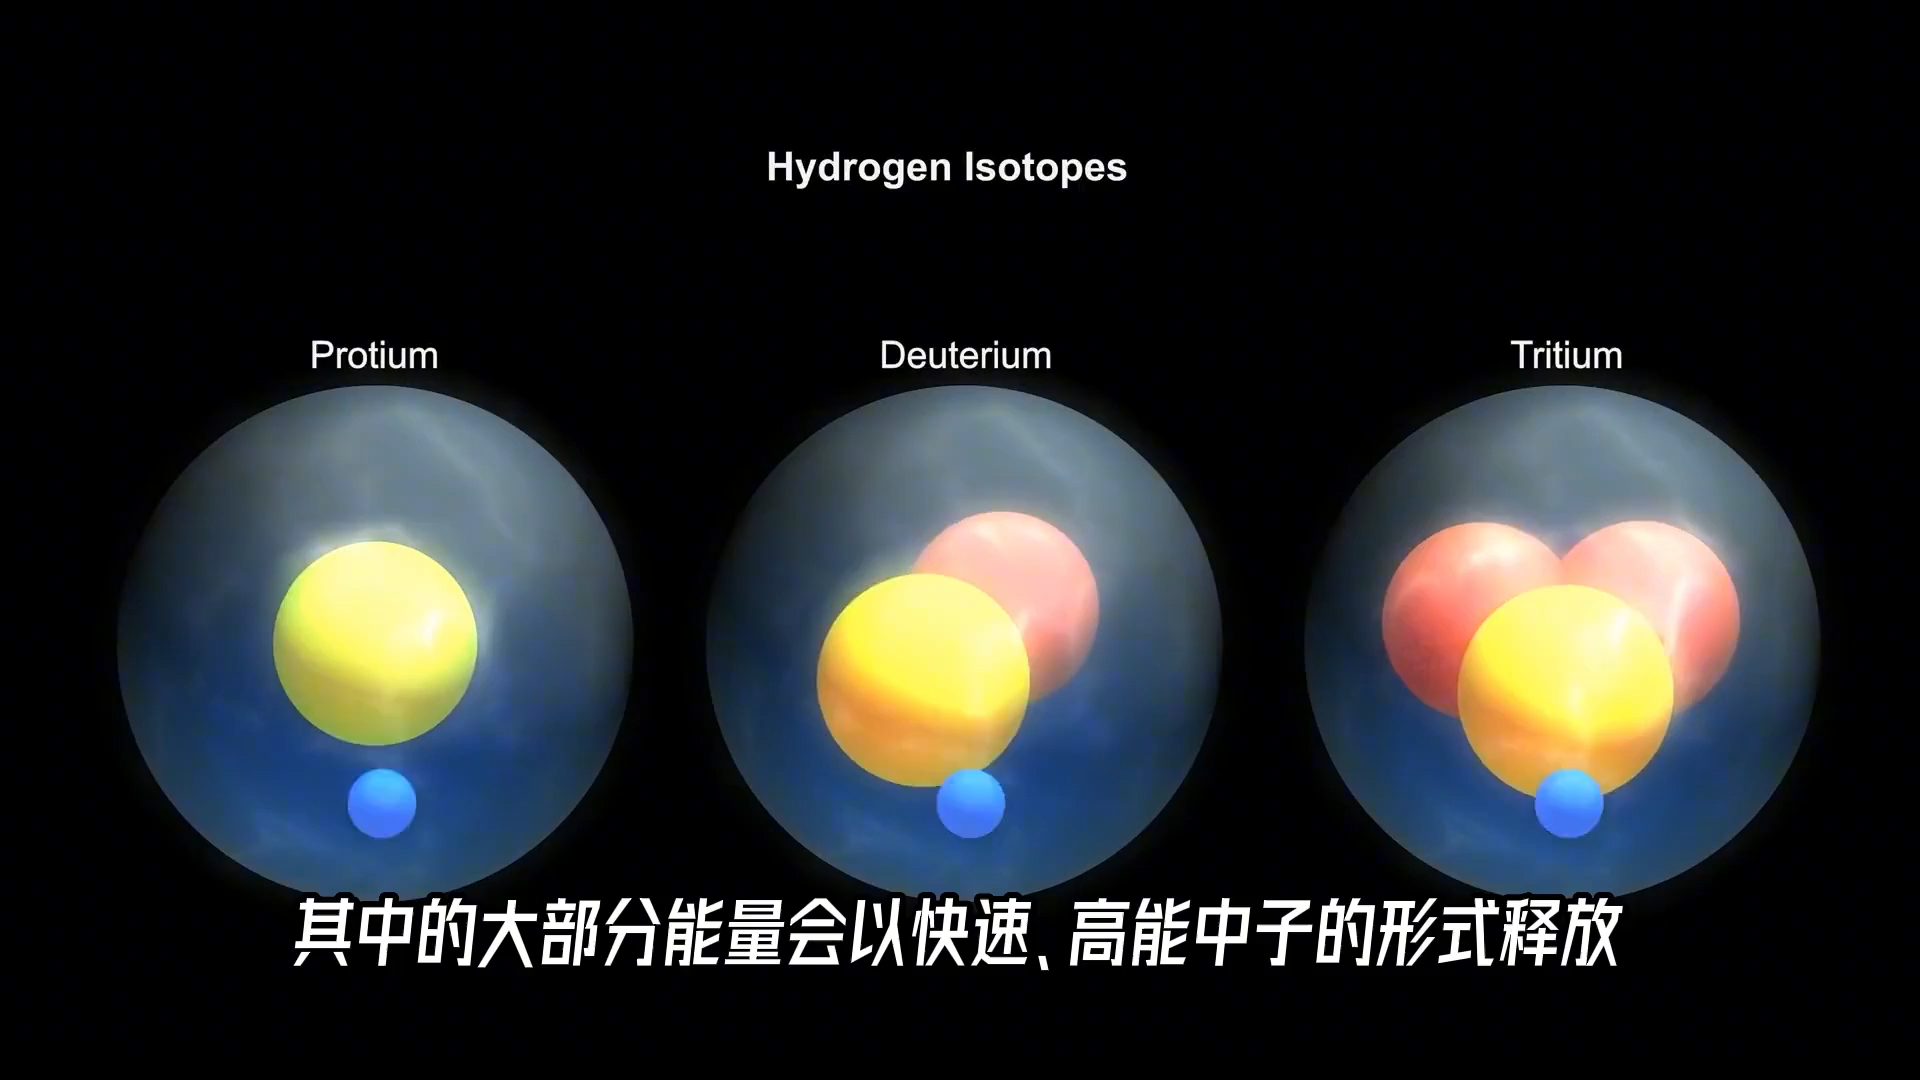 Hydrogen Isotopes
Protium
Deuterium
Tritium
其中的大部分能量会以快速、高能中子的形式释放